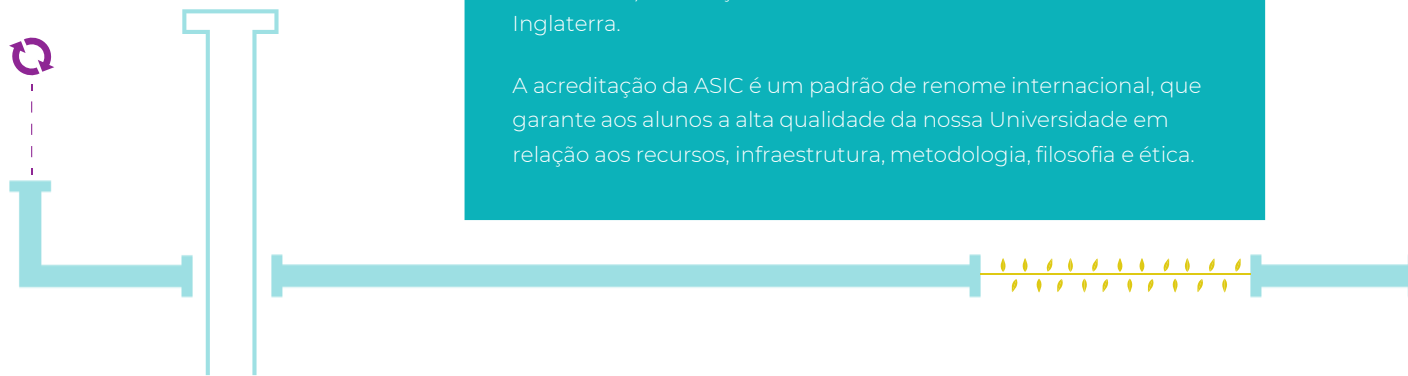 Inglaterra.
A acreditação da ASIC é um padrão de renome internacional, que
garante aos alunos a alta qualidade da nossa Universidade em
relação aos recursos, infraestrutura, metodologia, filosofia e ética.